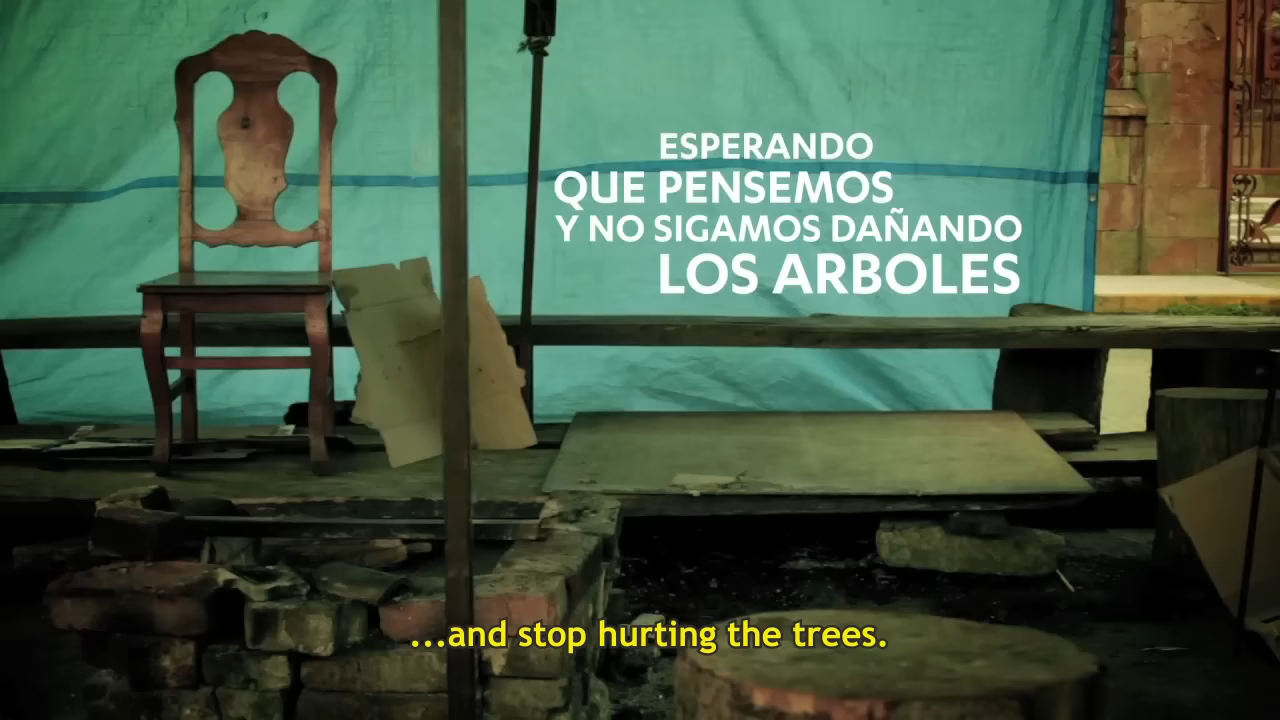 ESPERANDO
QUE PENSEMOS
Y NO SIGAMOS DAÑANDO
LOS ARBOLES
...and stop hurting the trees.